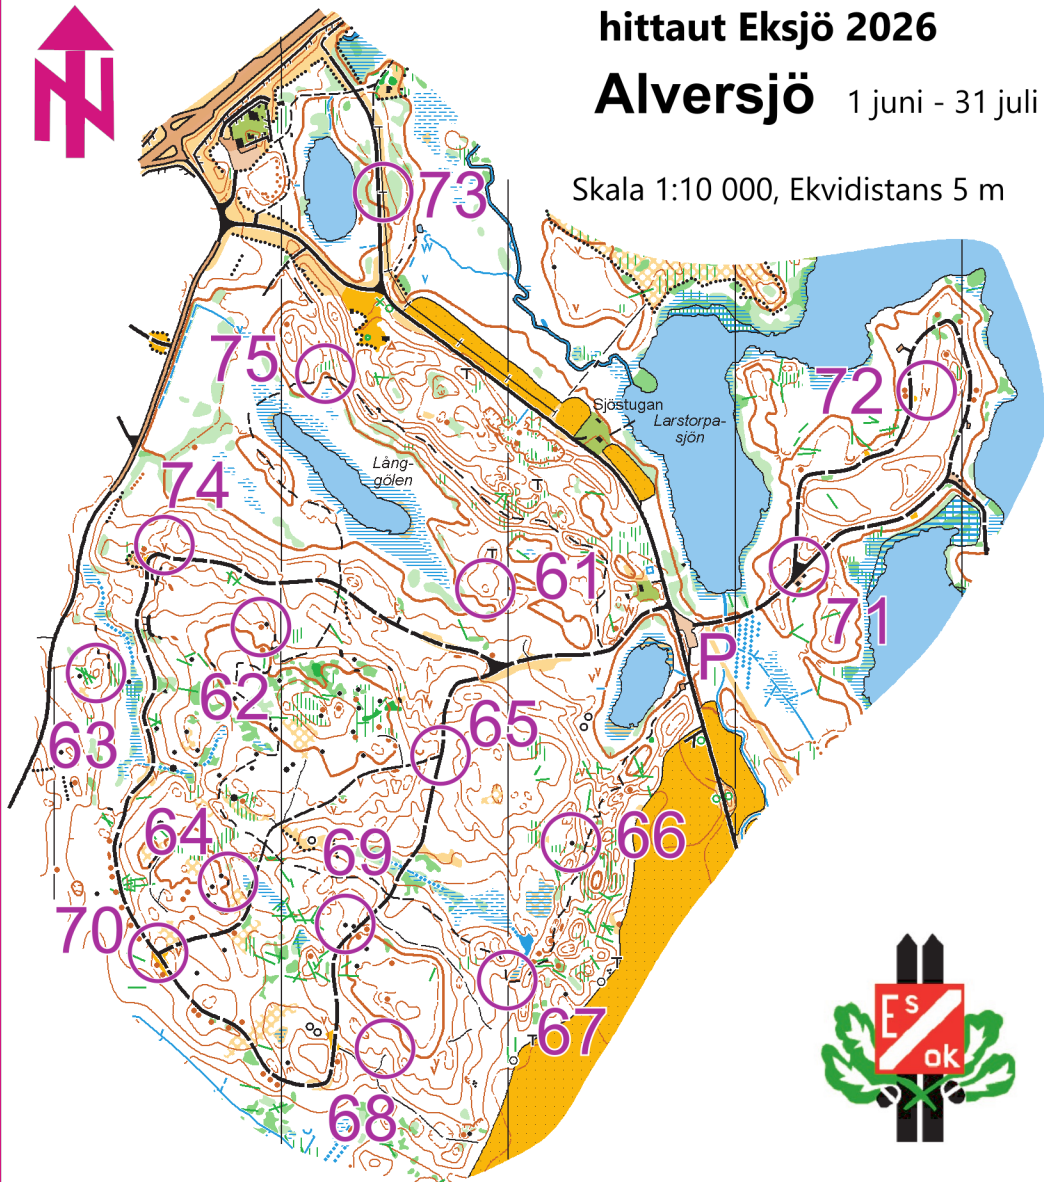 hittaut Eksjö 2026
Alversjö 1 juni - 31 juli
Skala 1:10 000, Ekvidistans 5 m
N
73
75
72
Sjöstugan
Larstorpa-
sjön
Lång-
gölen
74
61
71
P
62
63
65
64
69
66
70
67
68
Es
ok